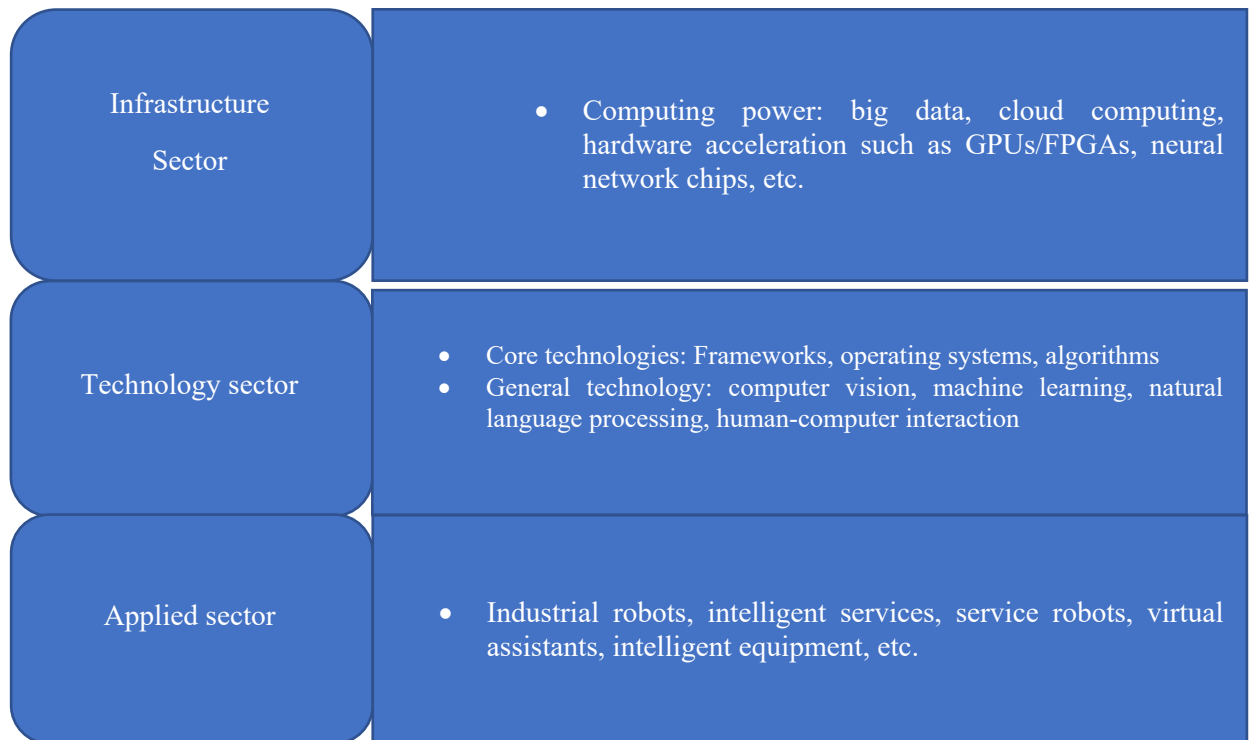 Infrastructure
Sector
• Computing power: big data, cloud computing,
hardware acceleration such as GPUs/FPGAs, neural
network chips, etc.
Technology sector
• Core technologies: Frameworks, operating systems, algorithms
• General technology: computer vision, machine learning, natural
language processing, human-computer interaction
Applied sector
• Industrial robots, intelligent services, service robots, virtual
assistants, intelligent equipment, etc.